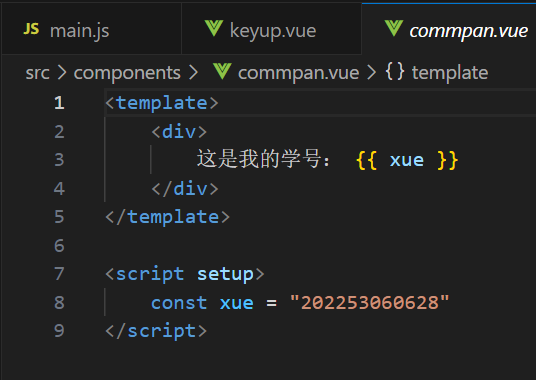 JS main.js keyup.vue commpan.vue
src > components > commpan.vue > {} template
1 <template>
2 <div>
3 这是我的学号： {{ xue }}
4 </div>
5 </template>
6
7 <script setup>
8 const xue = "202253060628"
9 </script>